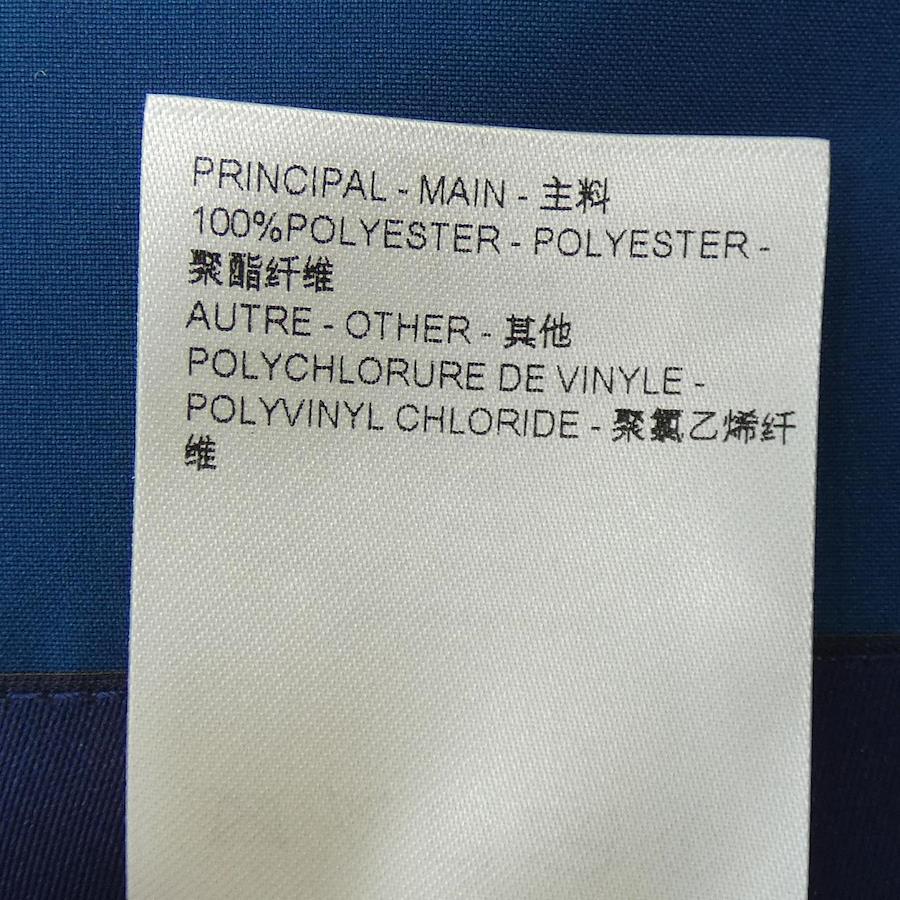 PRINCIPAL - MAIN - 主料
100%POLYESTER - POLYESTER -
聚酯纤维
AUTRE - OTHER - 其他
POLYCHLORURE DE VINYLE -
POLYVINYL CHLORIDE - 聚氯乙烯纤
维